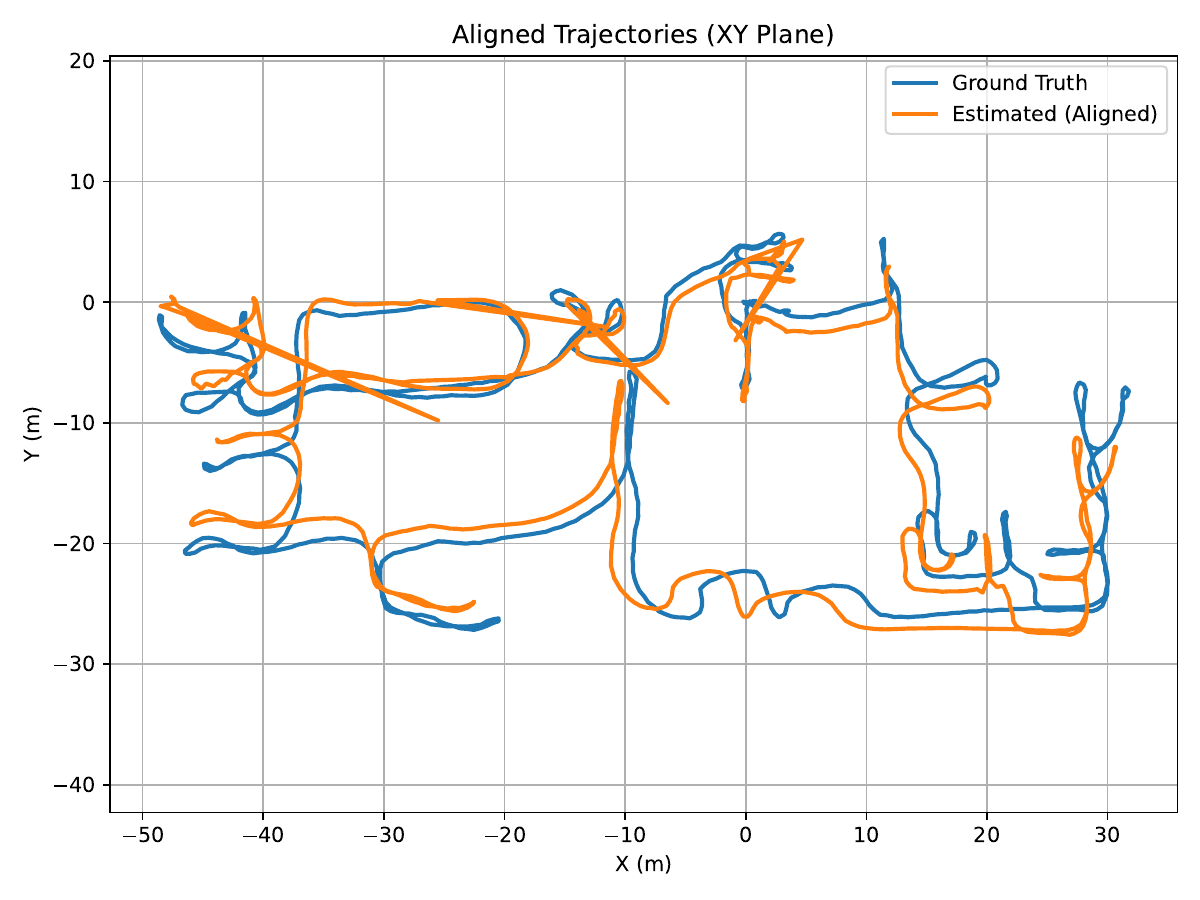 Aligned Trajectories (XY Plane)
Ground Truth
Estimated (Aligned)
20
10
0
−10
−20
−30
−40
Y (m)
−50 −40 −30 −20 −10 0 10 20 30
X (m)